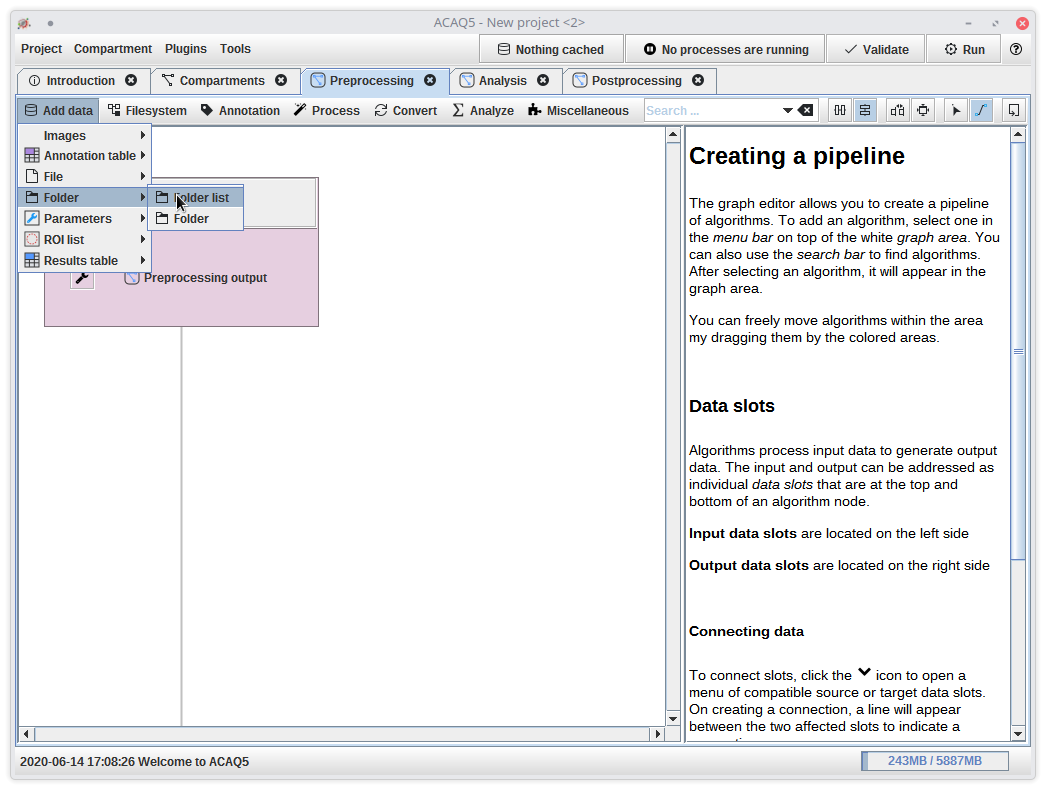 ACAQ5 - New project <2>
Project Compartment Plugins Tools
Nothing cached
No processes are running
Validate
Run
Introduction
Compartments
Preprocessing
Analysis
Postprocessing
Add data
Filesystem
Annotation
Process
Convert
Analyze
Miscellaneous
Search ...
Images
Annotation table
File
Folder
Parameters
ROI list
Results table
Folder list
Folder
Preprocessing output
Creating a pipeline
The graph editor allows you to create a pipeline
of algorithms. To add an algorithm, select one in
the menu bar on top of the white graph area. You
can also use the search bar to find algorithms.
After selecting an algorithm, it will appear in the
graph area.
You can freely move algorithms within the area
my dragging them by the colored areas.
Data slots
Algorithms process input data to generate output
data. The input and output can be addressed as
individual data slots that are at the top and
bottom of an algorithm node.
Input data slots are located on the left side
Output data slots are located on the right side
Connecting data
To connect slots, click the icon to open a
menu of compatible source or target data slots.
On creating a connection, a line will appear
between the two affected slots to indicate a
2020-06-14 17:08:26 Welcome to ACAQ5
243MB / 5887MB